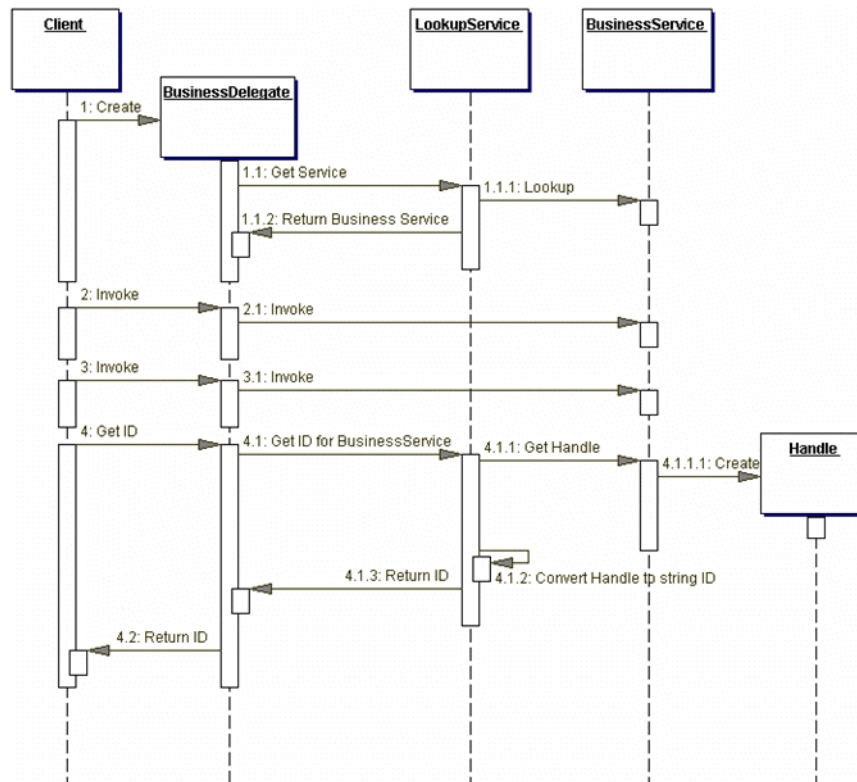 Client
LookupService
BusinessService
BusinessDelegate
1: Create
1.1: Get Service
1.1.1: Lookup
1.1.2: Return Business Service
2: Invoke
2.1: Invoke
3: Invoke
3.1: Invoke
4: Get ID
4.1: Get ID for BusinessService
4.1.1: Get Handle
Handle
4.1.1.1: Create
4.1.2: Convert Handle to string ID
4.1.3: Return ID
4.2: Return ID